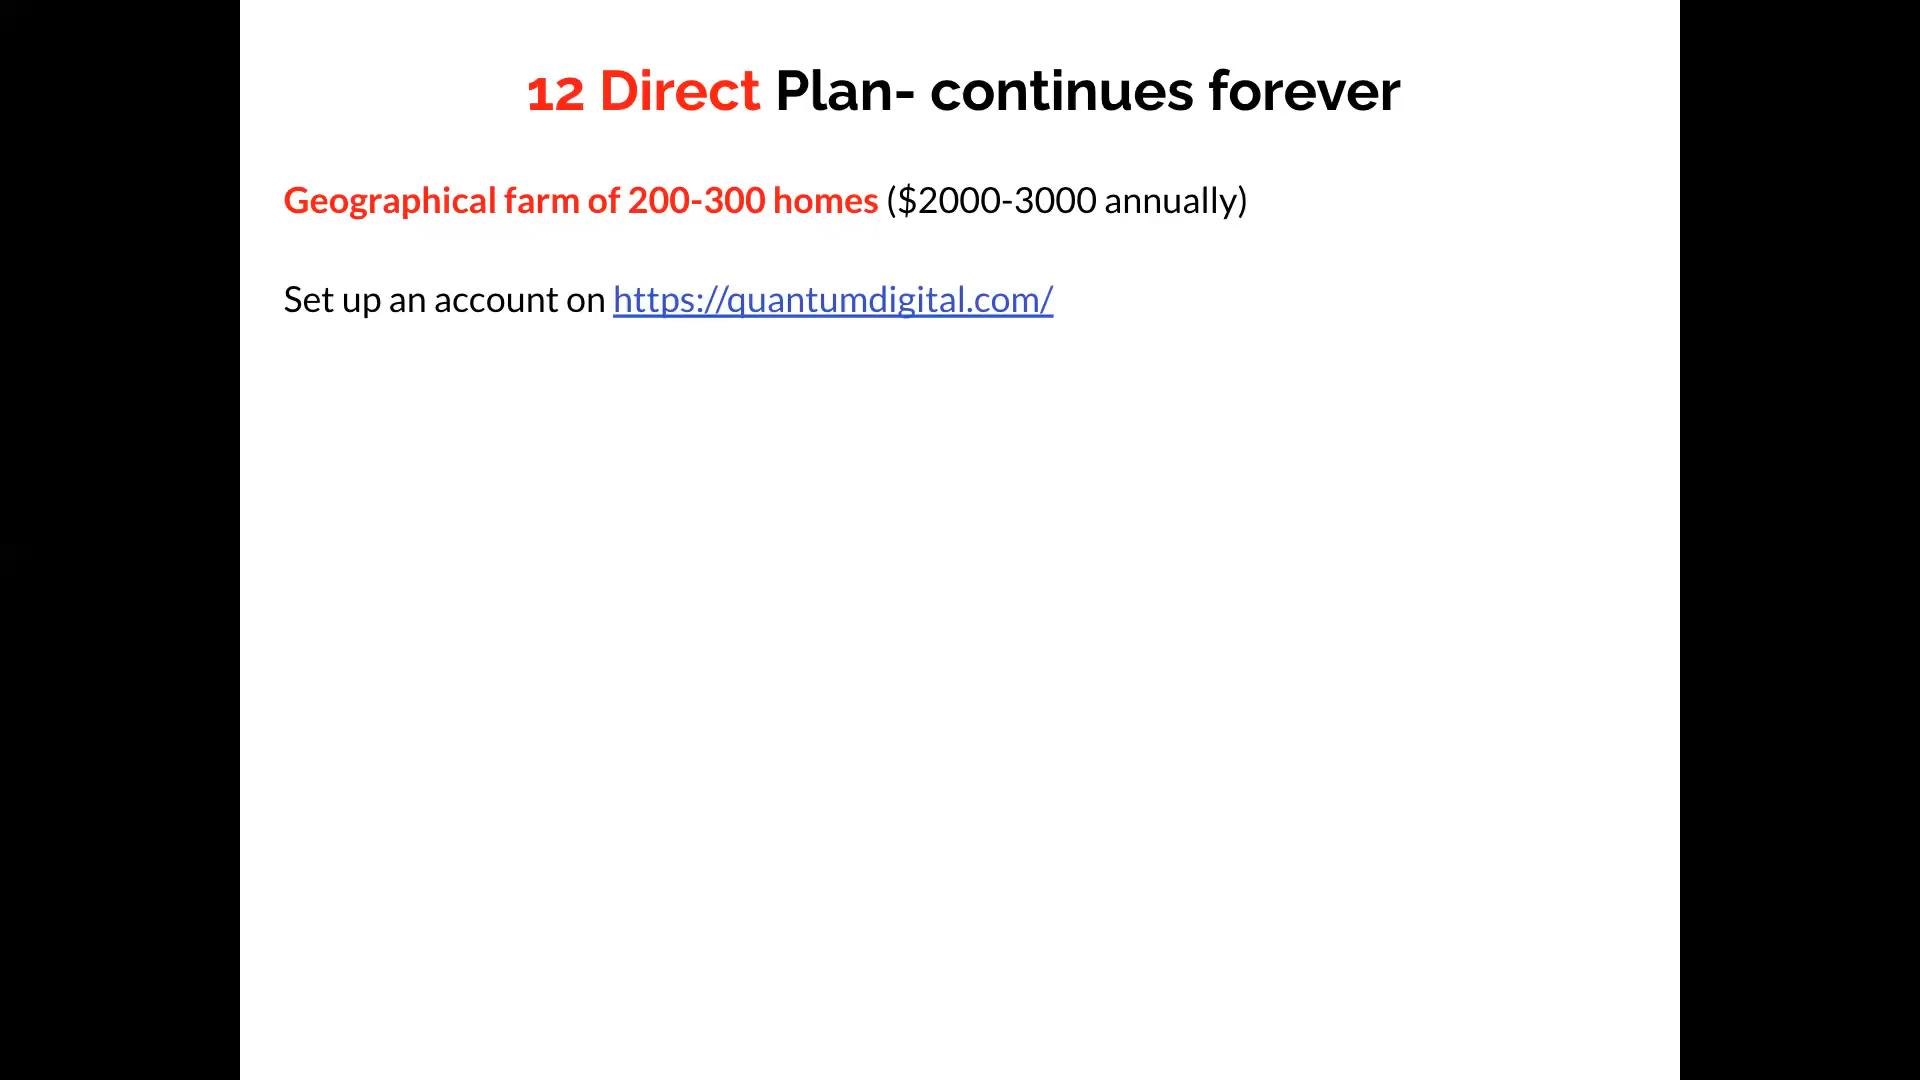 12 Direct Plan- continues forever
Geographical farm of 200-300 homes ($2000-3000 annually)
Set up an account on https://quantumdigital.com/